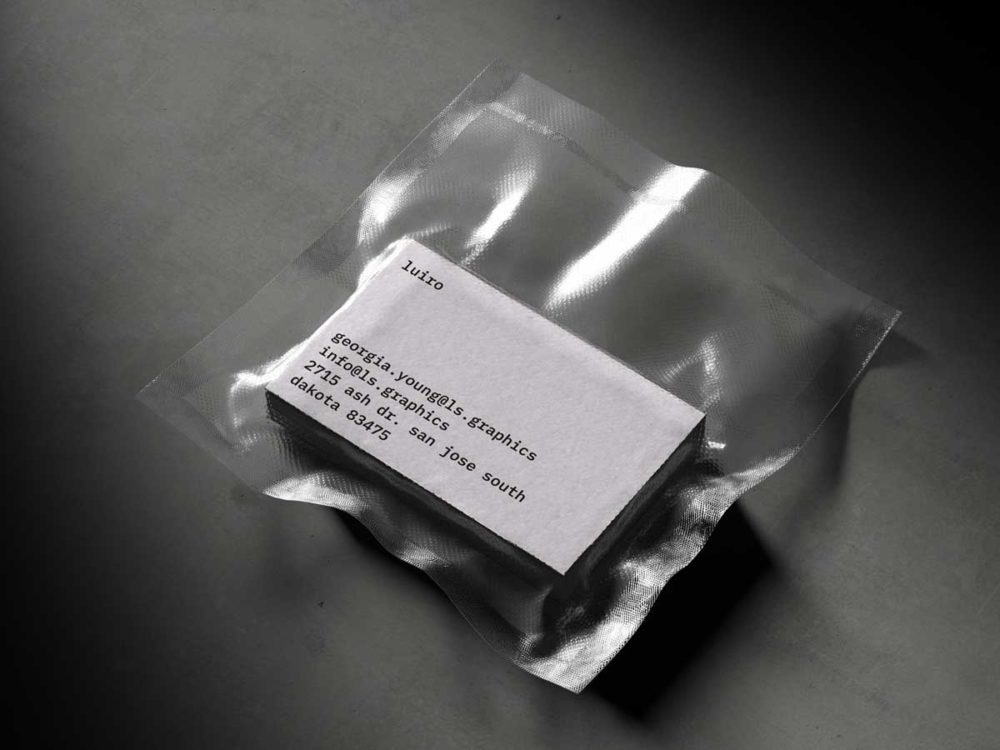 luiro
georgia.young@ls.graphics
info@ls.graphics
2715 ash dr. san jose south
dakota 83475